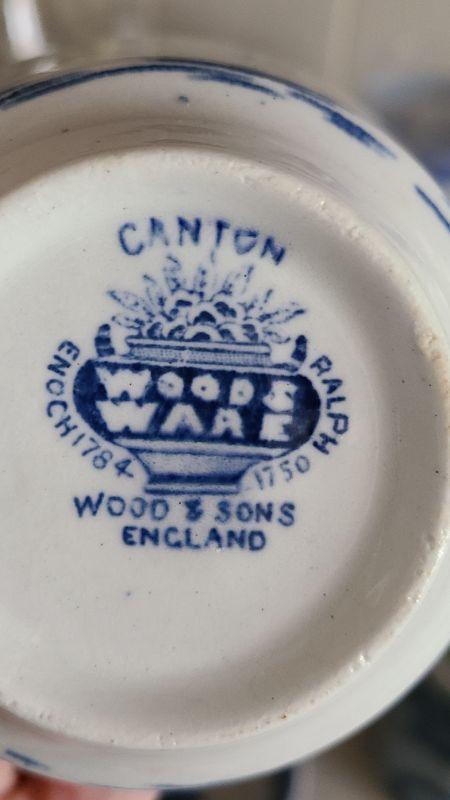 CANTON
WOODS
WARE
ENOCH 1784
RALPH 1750
WOOD & SONS
ENGLAND